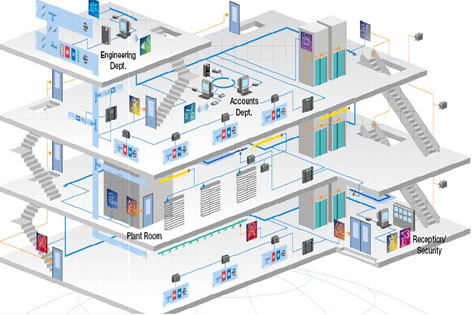 Engineering
Dept.
Accounts
Dept.
Plant Room
Reception/
Security